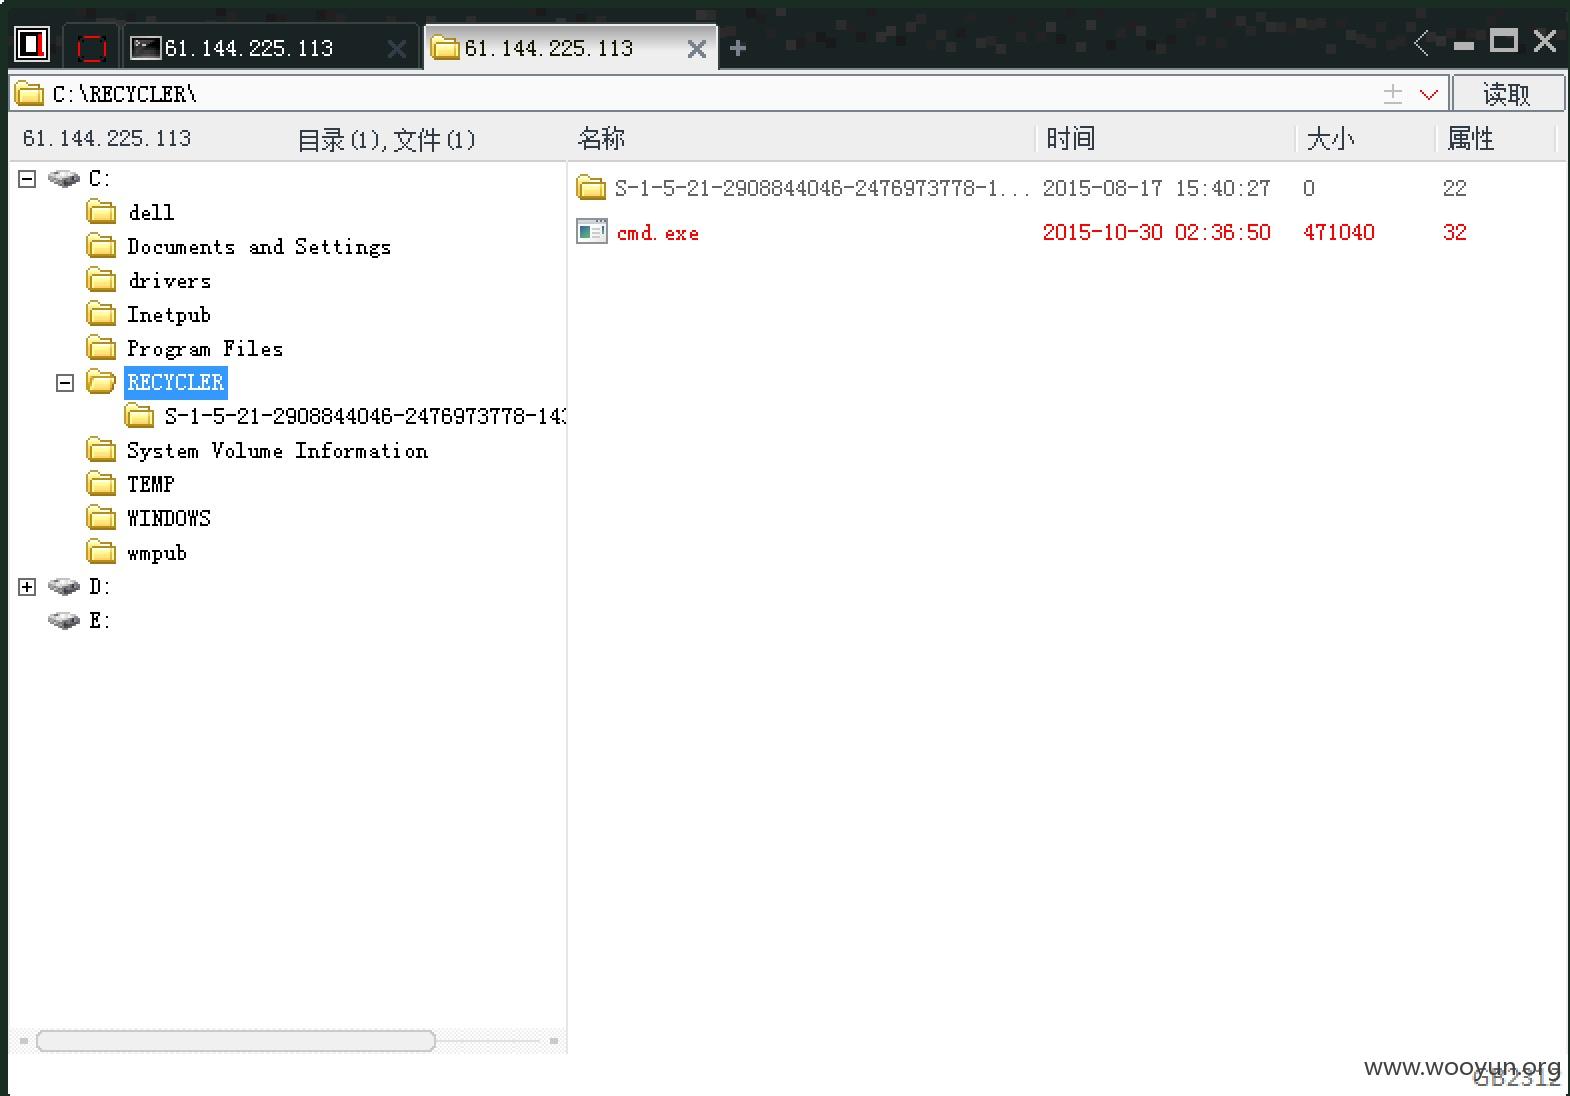 61.144.225.113
61.144.225.113
C:\RECYCLER\
读取
61.144.225.113 目录(1),文件(1)
名称 时间 大小 属性
C:
dell
Documents and Settings
drivers
Inetpub
Program Files
RECYCLER
S-1-5-21-2908844046-2476973778-143
System Volume Information
TEMP
WINDOWS
wmpub
D:
E:
S-1-5-21-2908844046-2476973778-1... 2015-08-17 15:40:27 0 22
cmd.exe 2015-10-30 02:36:50 471040 32
www.wooyun.org
GB2312